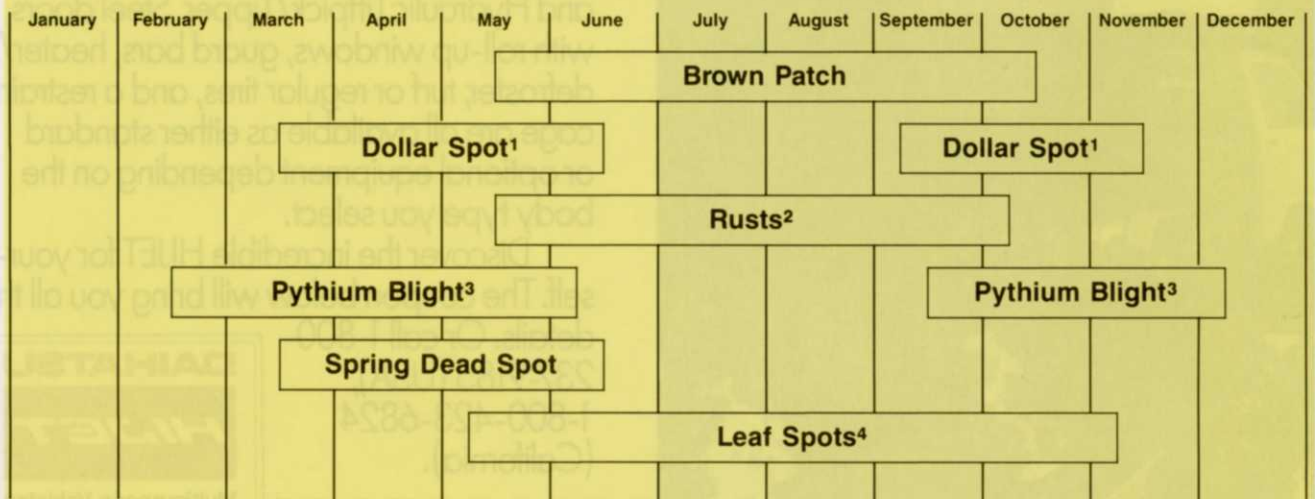 January February March April May June July August September October November December
Brown Patch
Dollar Spot¹ Dollar Spot¹
Rusts²
Pythium Blight³ Pythium Blight³
Spring Dead Spot
Leaf Spots⁴